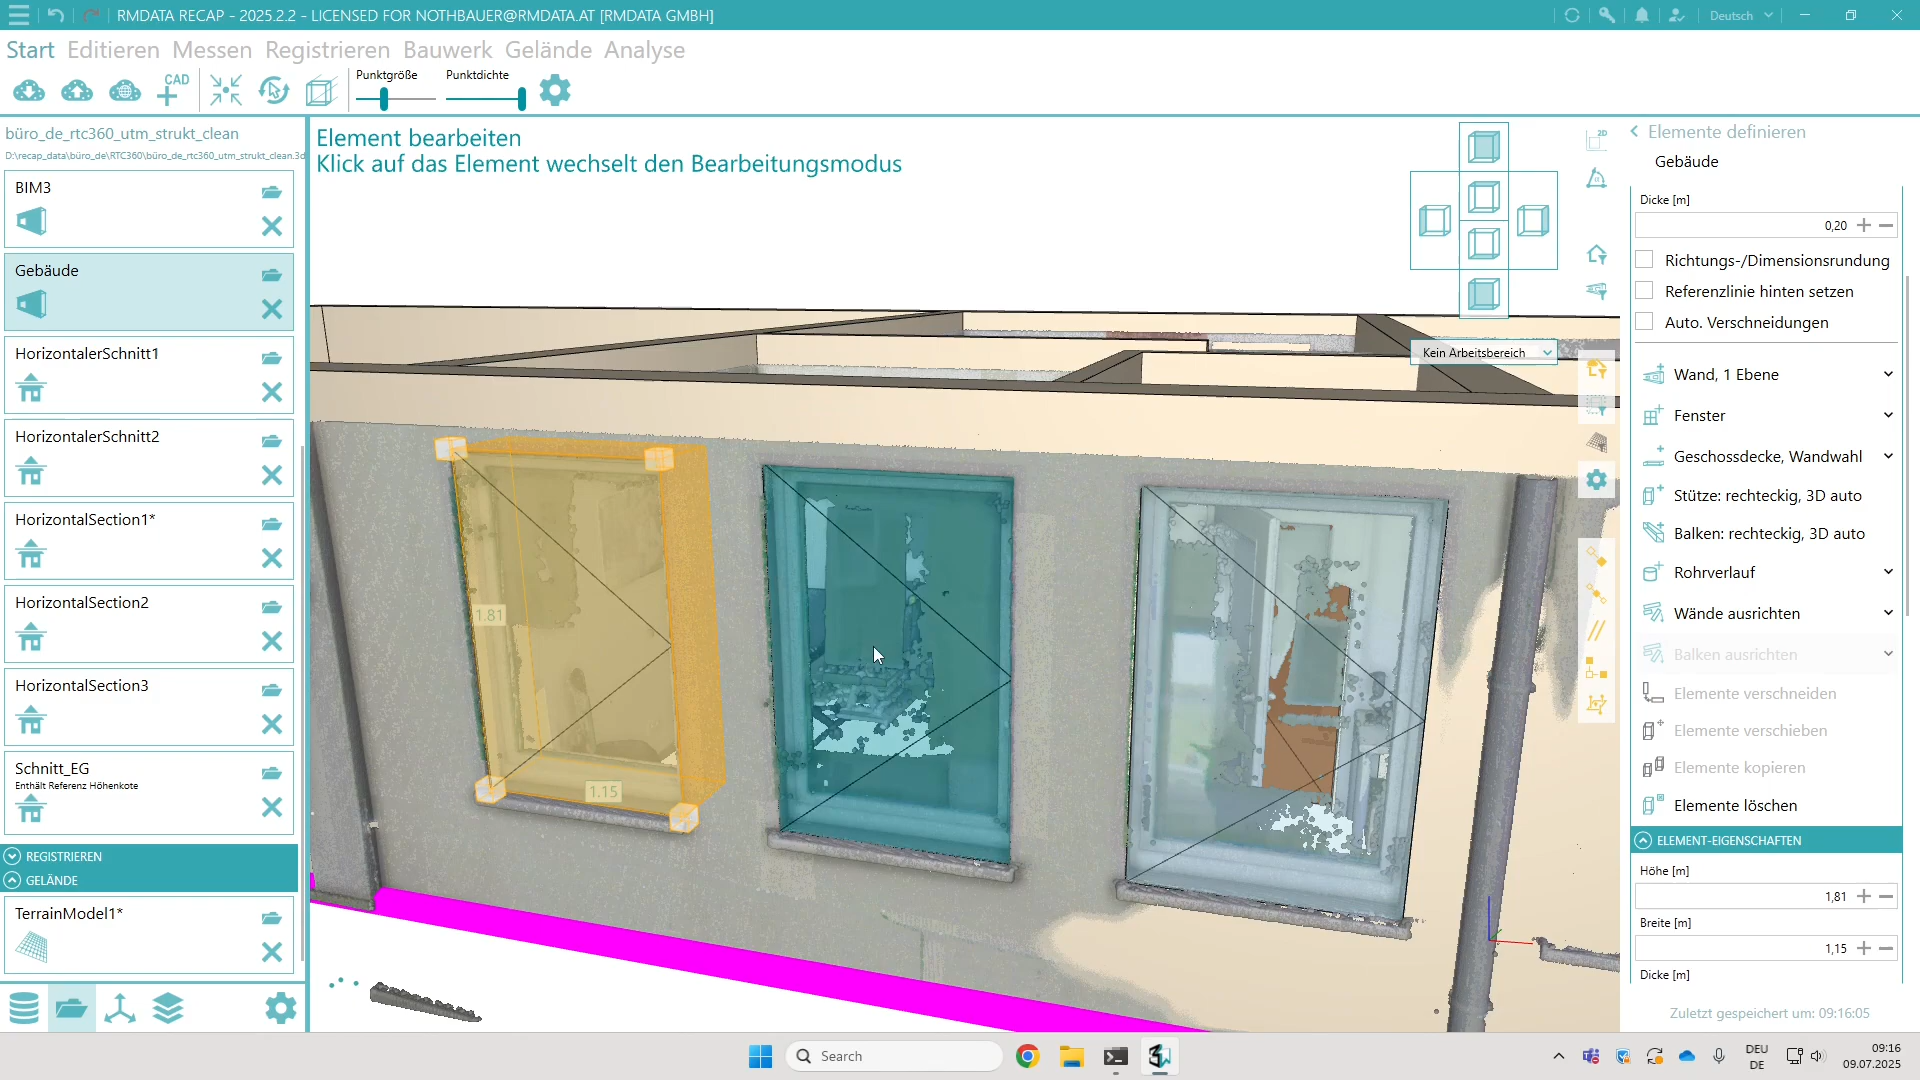 RMDATA RECAP - 2025.2.2 - LICENSED FOR NOTHBAUER@RMDATA.AT [RMDATA GMBH]
Deutsch
Start Editieren Messen Registrieren Bauwerk Gelände Analyse
CAD
Punktgröße
Punktdichte
büro_de_rtc360_utm_strukt_clean
D:\recap_data\büro_de\RTC360\büro_de_rtc360_utm_strukt_clean.3d
BIM3
Gebäude
HorizontalerSchnitt1
HorizontalerSchnitt2
HorizontalSection1*
HorizontalSection2
HorizontalSection3
Schnitt_EG
Enthält Referenz Höhenkote
REGISTRIEREN
GELÄNDE
TerrainModel1*
Element bearbeiten
Klick auf das Element wechselt den Bearbeitungsmodus
Kein Arbeitsbereich
2D
1.81
1.15
Elemente definieren
Gebäude
Dicke [m]
0,20
Richtungs-/Dimensionsrundung
Referenzlinie hinten setzen
Auto. Verschneidungen
Wand, 1 Ebene
Fenster
Geschossdecke, Wandwahl
Stütze: rechteckig, 3D auto
Balken: rechteckig, 3D auto
Rohrverlauf
Wände ausrichten
Balken ausrichten
Elemente verschneiden
Elemente verschieben
Elemente kopieren
Elemente löschen
ELEMENT-EIGENSCHAFTEN
Höhe [m]
1,81
Breite [m]
1,15
Dicke [m]
Zuletzt gespeichert um: 09:16:05
Search
DEU
DE
09:16
09.07.2025